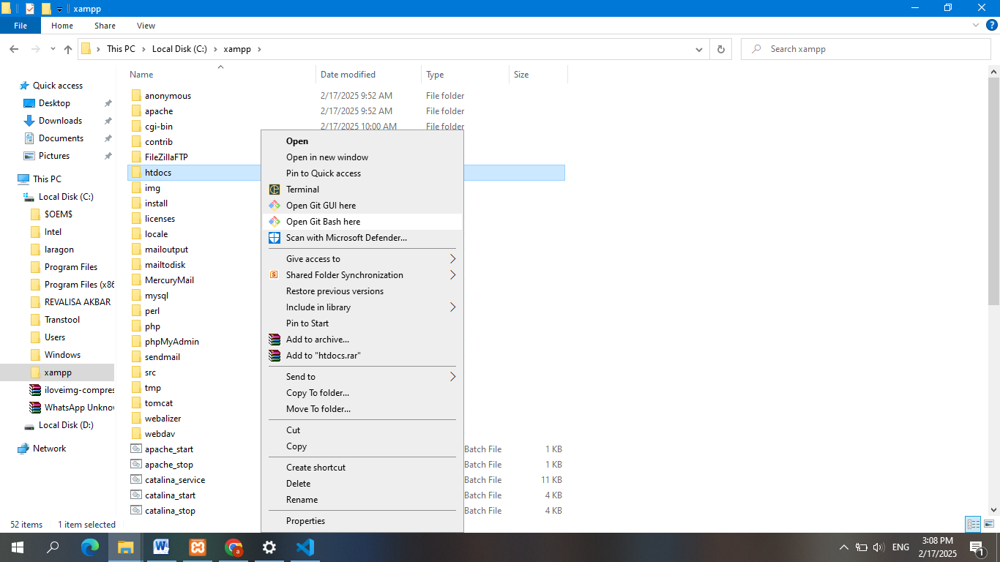 xampp
File Home Share View
This PC Local Disk (C:) xampp
Search xampp
Name Date modified Type Size
Quick access
Desktop
Downloads
Documents
Pictures
This PC
Local Disk (C:)
$OEM$
Intel
laragon
Program Files
Program Files (x86
REVALISA AKBAR
Transtool
Users
Windows
xampp
iloveimg-compres
WhatsApp Unkno
Local Disk (D:)
Network
anonymous 2/17/2025 9:52 AM File folder
apache 2/17/2025 9:52 AM File folder
cgi-bin 2/17/2025 10:00 AM File folder
contrib
FileZillaFTP
htdocs
img
install
licenses
locale
mailoutput
mailtodisk
MercuryMail
mysql
perl
php
phpMyAdmin
sendmail
src
tmp
tomcat
webalizer
webdav
apache_start Batch File 1 KB
apache_stop Batch File 1 KB
catalina_service Batch File 11 KB
catalina_start Batch File 4 KB
catalina_stop Batch File 4 KB
Open
Open in new window
Pin to Quick access
Terminal
Open Git GUI here
Open Git Bash here
Scan with Microsoft Defender...
Give access to
Shared Folder Synchronization
Restore previous versions
Include in library
Pin to Start
Add to archive...
Add to "htdocs.rar"
Send to
Copy To folder...
Move To folder...
Cut
Copy
Create shortcut
Delete
Rename
Properties
52 items 1 item selected
ENG
3:08 PM
2/17/2025
1